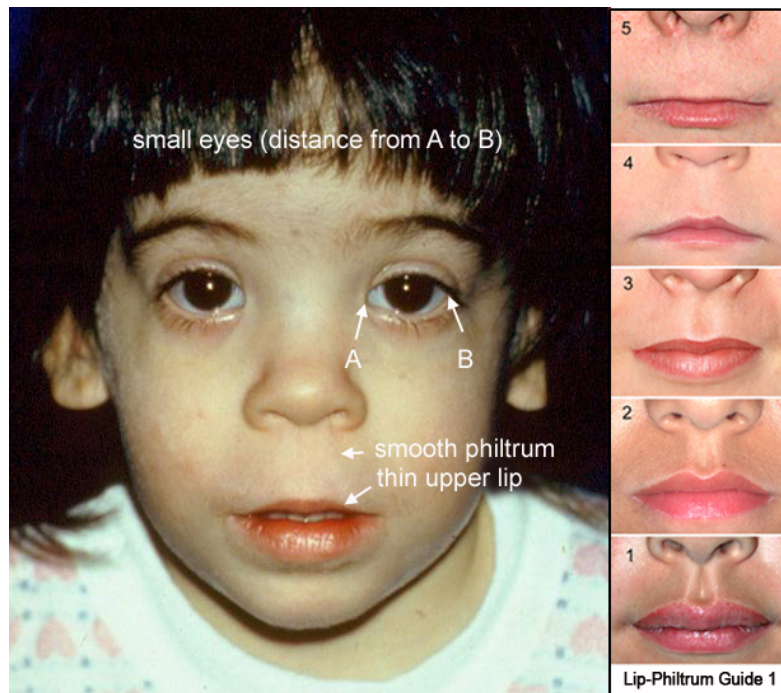 small eyes (distance from A to B)
A
B
smooth philtrum
thin upper lip
5
4
3
2
1
Lip-Philtrum Guide 1